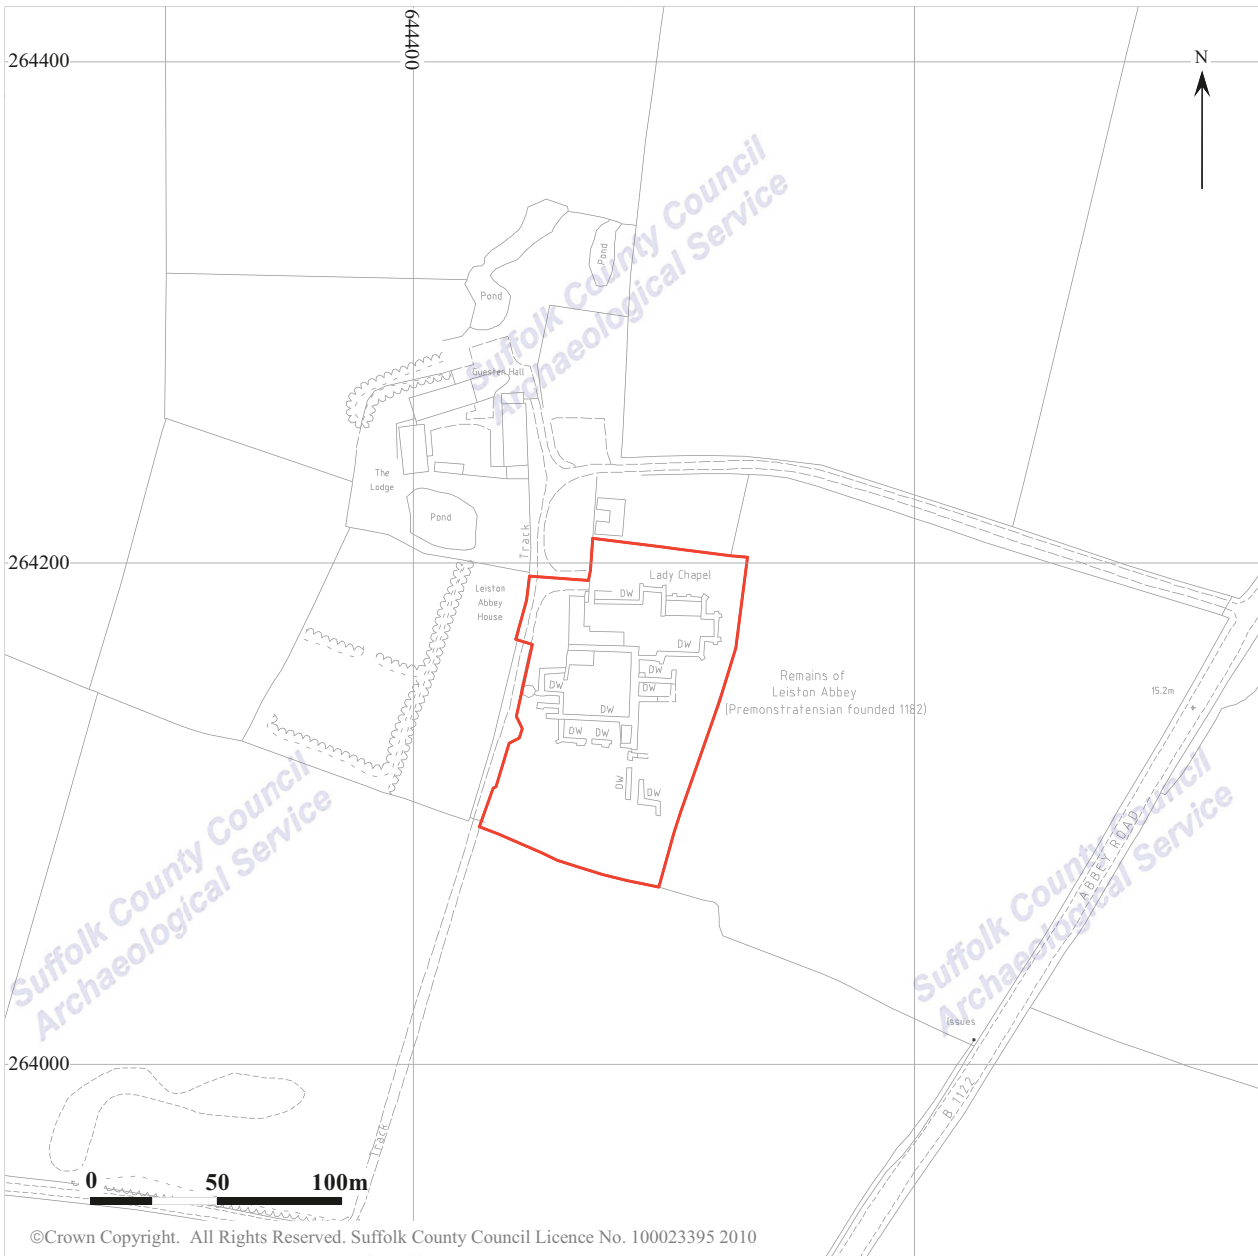 644400
264400
N
Suffolk County Council
Archaeological Service
Pond
Pond
Guesten Hall
The
Lodge
Pond
Track
264200
Lady Chapel
Leiston
Abbey
House
DW
DW
DW
DW
DW
DW
DW
DW
DW
DW
Remains of
Leiston Abbey
(Premonstratensian founded 1182)
15.2m
Suffolk County Council
Archaeological Service
Suffolk County Council
Archaeological Service
ABBEY ROAD
Issues
264000
B 1122
Track
0 50 100m
©Crown Copyright. All Rights Reserved. Suffolk County Council Licence No. 100023395 2010